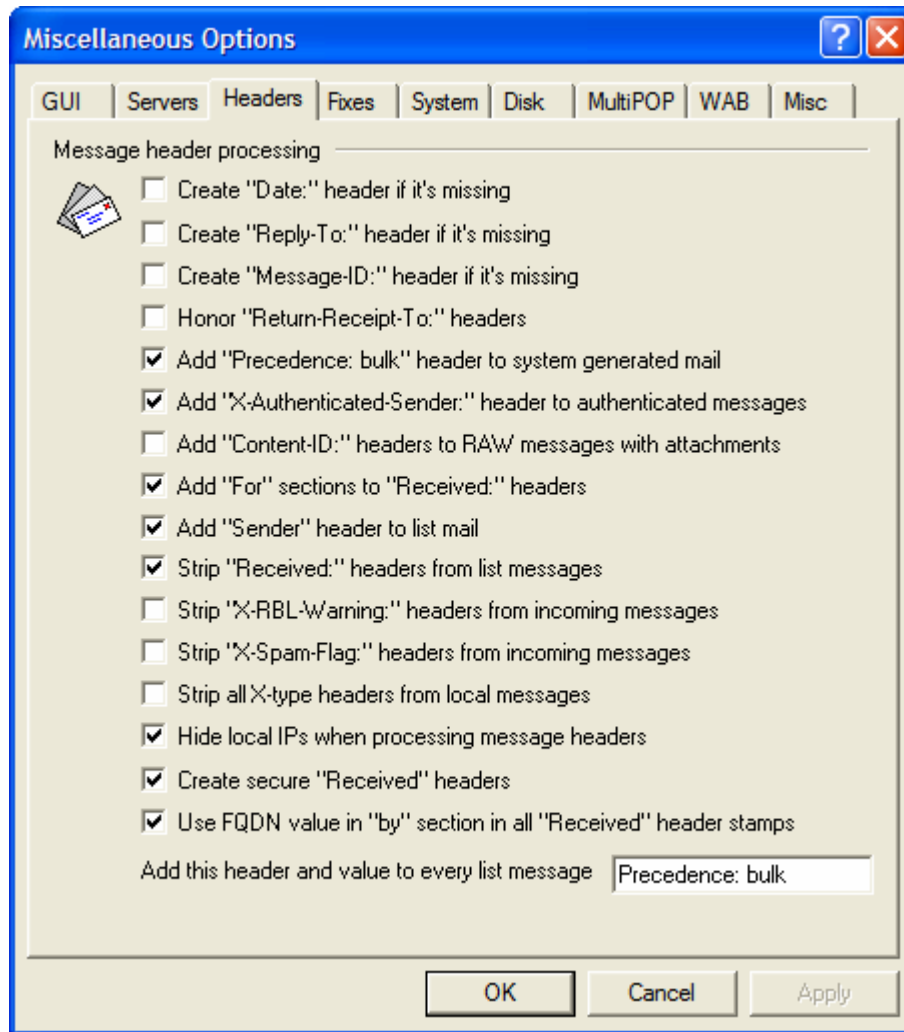 Miscellaneous Options
GUI Servers Headers Fixes System Disk MultiPOP WAB Misc
Message header processing
Create "Date:" header if it's missing
Create "Reply-To:" header if it's missing
Create "Message-ID:" header if it's missing
Honor "Return-Receipt-To:" headers
Add "Precedence: bulk" header to system generated mail
Add "X-Authenticated-Sender:" header to authenticated messages
Add "Content-ID:" headers to RAW messages with attachments
Add "For" sections to "Received:" headers
Add "Sender" header to list mail
Strip "Received:" headers from list messages
Strip "X-RBL-Warning:" headers from incoming messages
Strip "X-Spam-Flag:" headers from incoming messages
Strip all X-type headers from local messages
Hide local IPs when processing message headers
Create secure "Received" headers
Use FQDN value in "by" section in all "Received" header stamps
Add this header and value to every list message Precedence: bulk
OK Cancel Apply